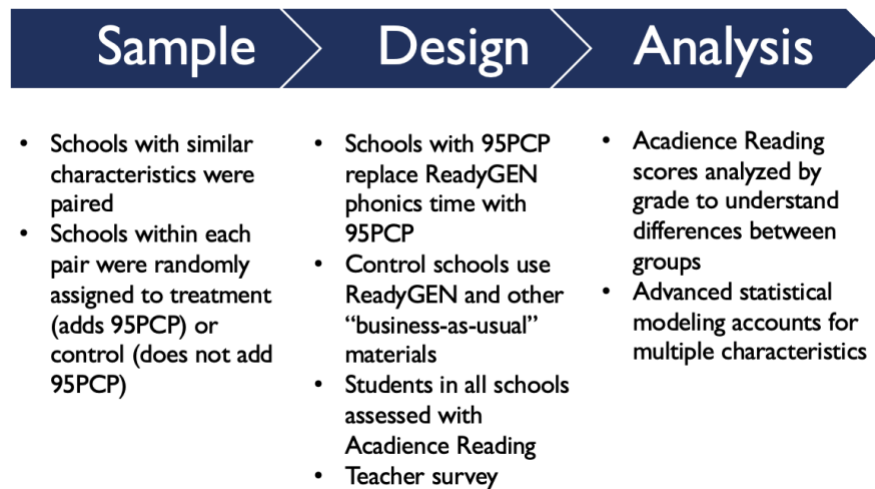 Sample
Design
Analysis
• Schools with similar
characteristics were
paired
• Schools within each
pair were randomly
assigned to treatment
(adds 95PCP) or
control (does not add
95PCP)
• Schools with 95PCP
replace ReadyGEN
phonics time with
95PCP
• Control schools use
ReadyGEN and other
“business-as-usual”
materials
• Students in all schools
assessed with
Acadience Reading
• Teacher survey
• Acadience Reading
scores analyzed by
grade to understand
differences between
groups
• Advanced statistical
modeling accounts for
multiple characteristics